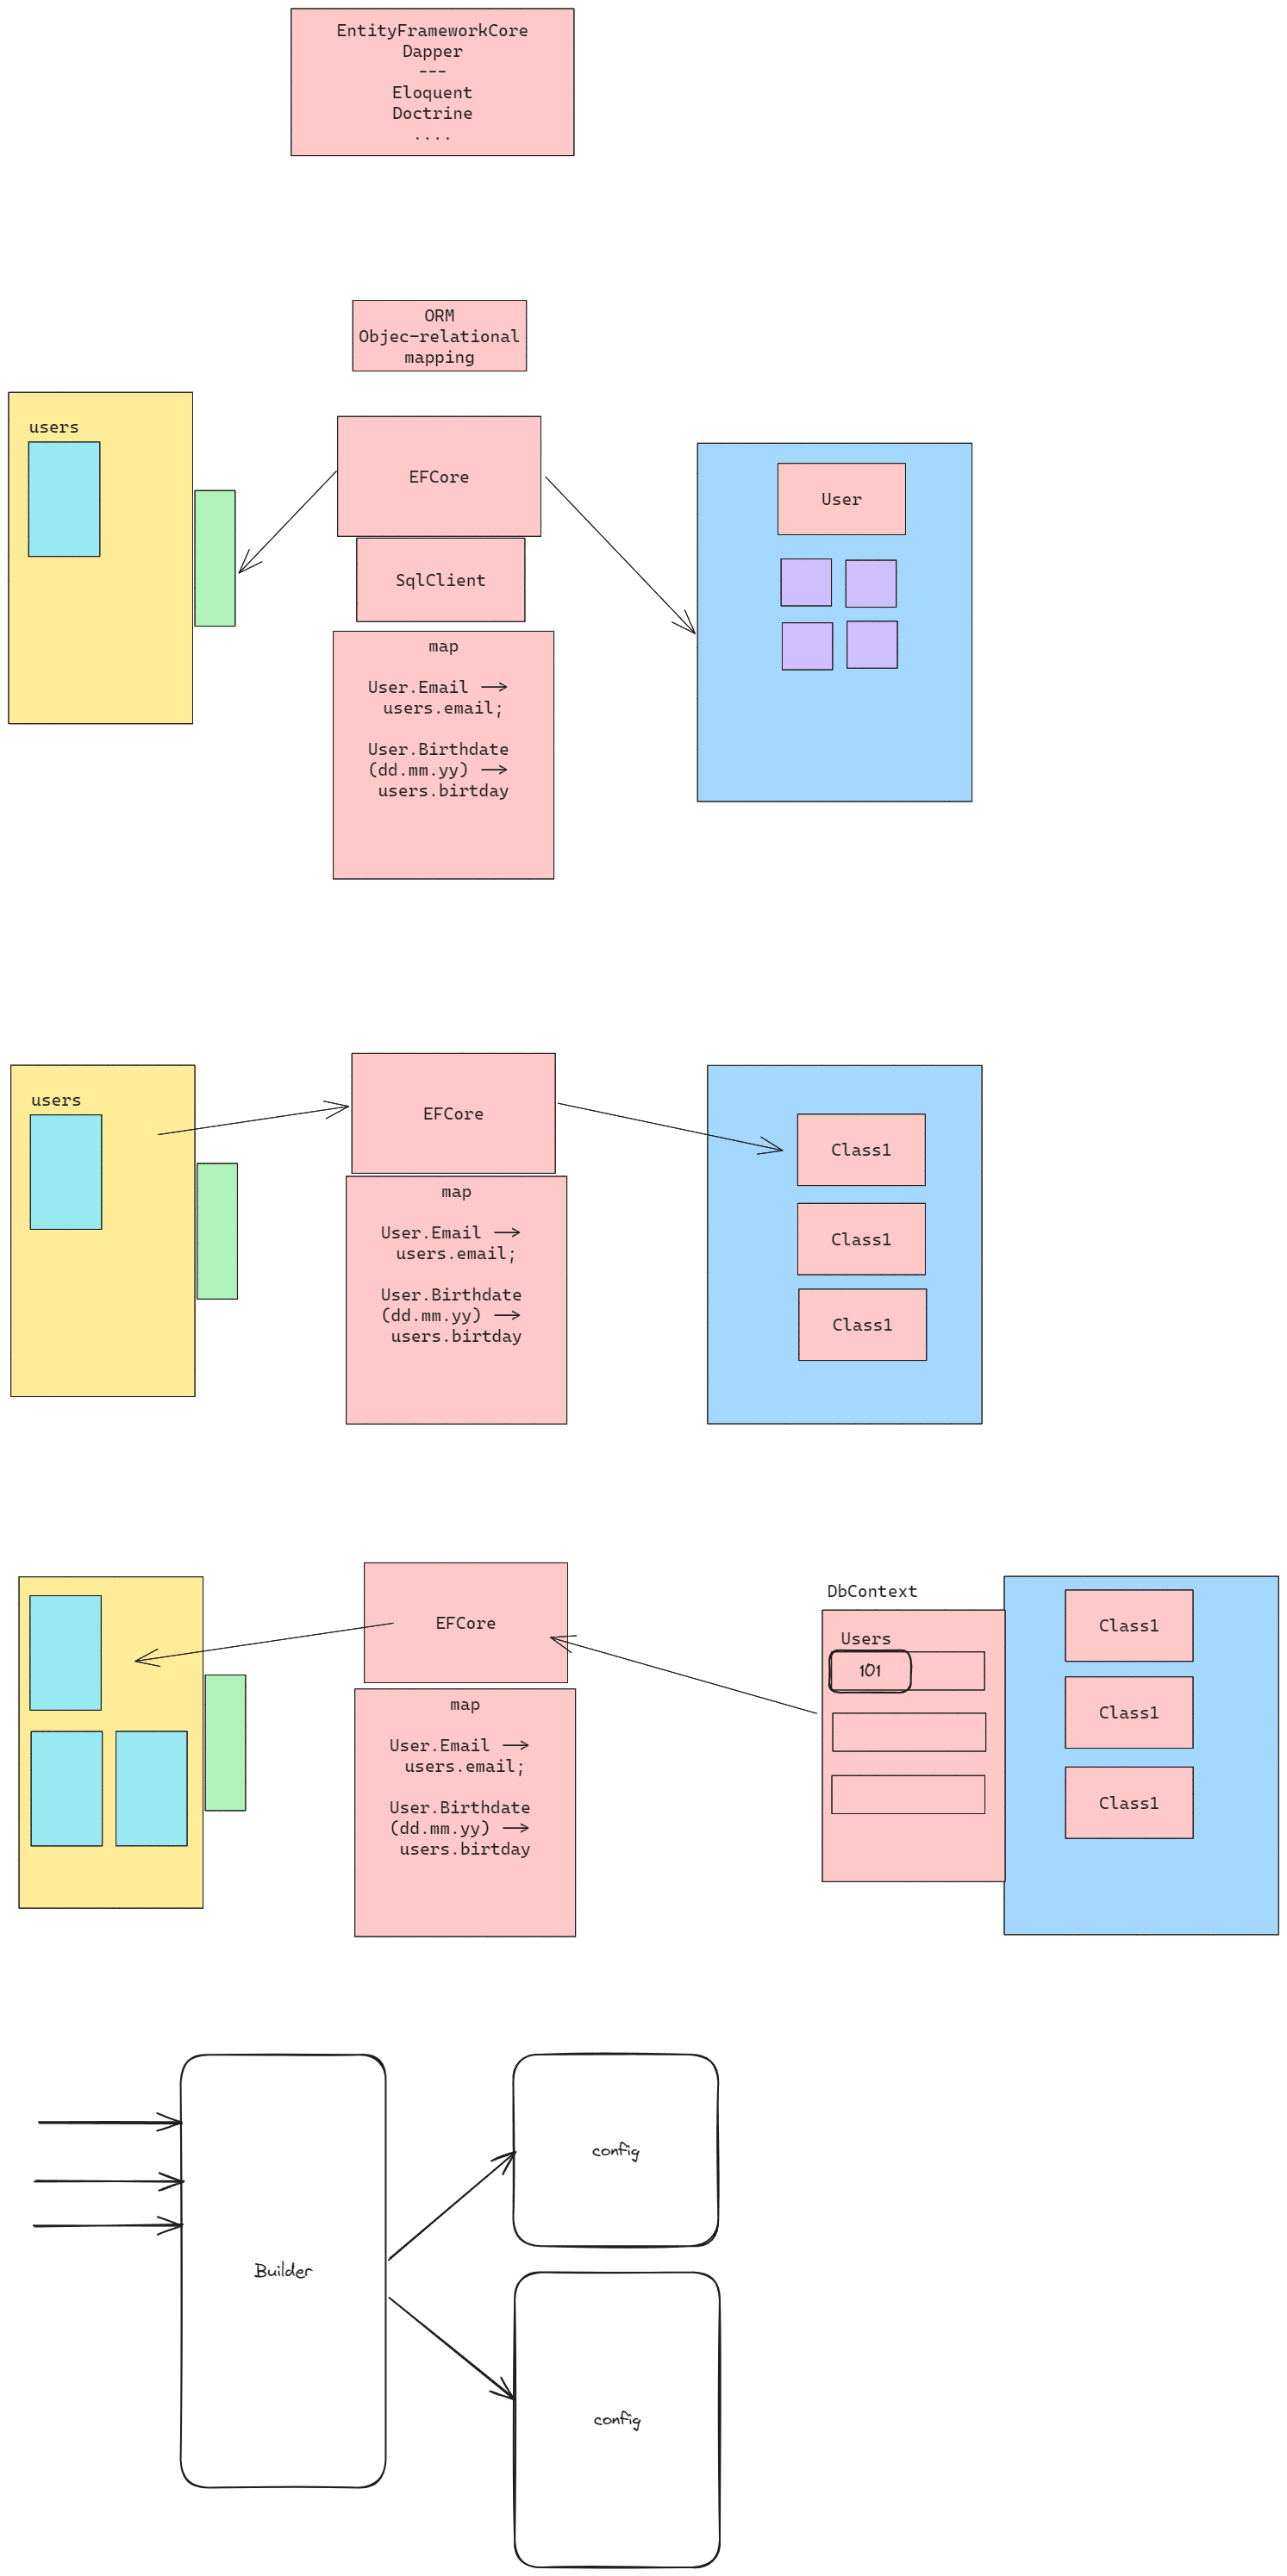 EntityFrameworkCore
Dapper
---
Eloquent
Doctrine
....
ORM
Objec-relational
mapping
users
EFCore
SqlClient
map
User.Email -->
users.email;
User.Birthdate
(dd.mm.yy) -->
users.birtday
User
users
EFCore
map
User.Email -->
users.email;
User.Birthdate
(dd.mm.yy) -->
users.birtday
Class1
Class1
Class1
EFCore
map
User.Email -->
users.email;
User.Birthdate
(dd.mm.yy) -->
users.birtday
DbContext
Users
101
Class1
Class1
Class1
Builder
config
config